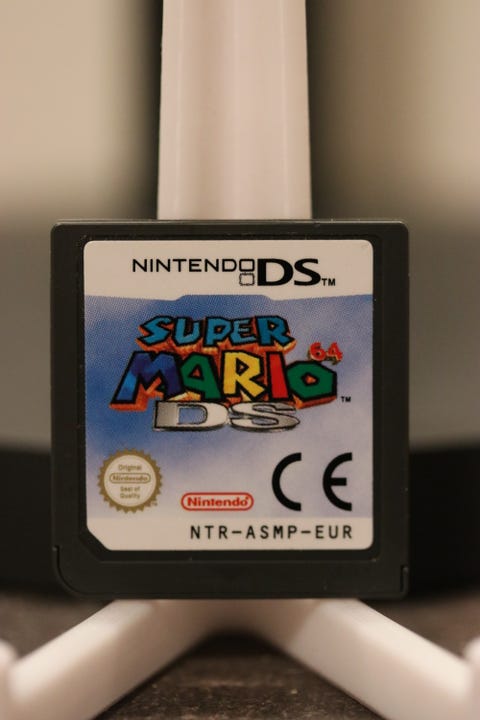 NINTENDO DS™
SUPER
MARIO 64
DS ™
Original
Nintendo
Seal of
Quality
Nintendo
CE
NTR-ASMP-EUR